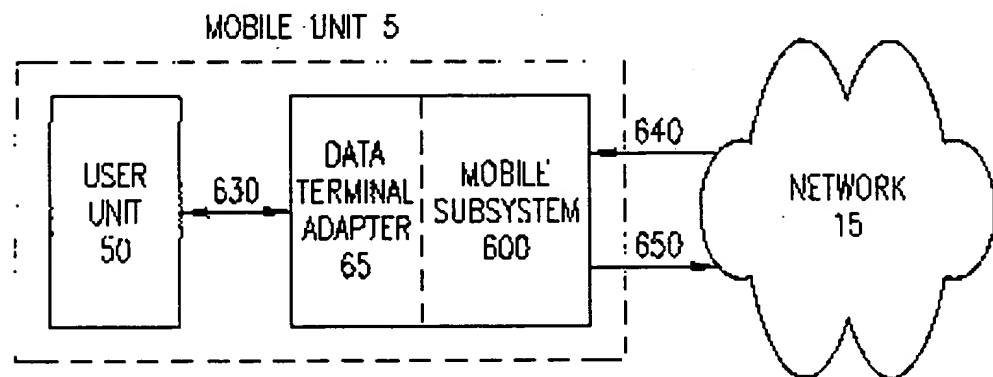 MOBILE UNIT 5
USER
UNIT
50
630
DATA
TERMINAL
ADAPTER
65
MOBILE
SUBSYSTEM
600
640
650
NETWORK
15